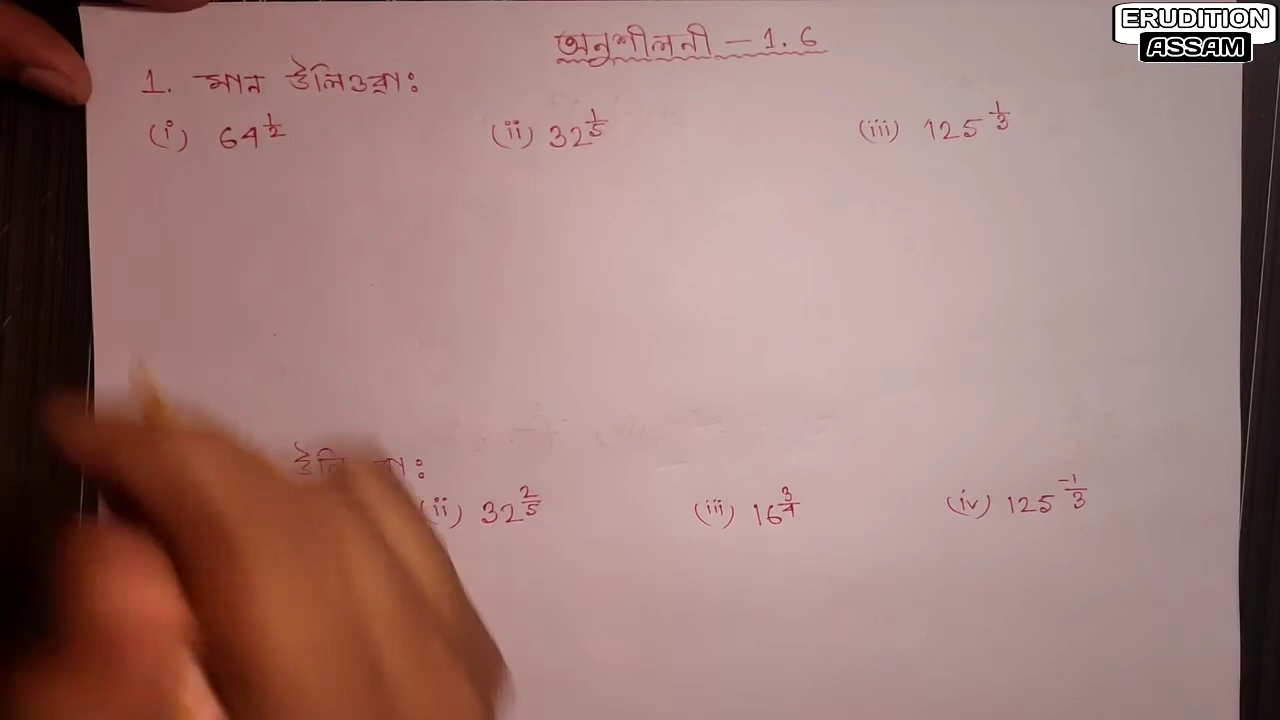 ERUDITION
ASSAM
অনুশীলনী – 1.6
1. মান উলিওৱা :
(i) 64^{1/2} (ii) 32^{1/5} (iii) 125^{1/3}
(ii) 32^{2/5} (iii) 16^{3/4} (iv) 125^{-1/3}